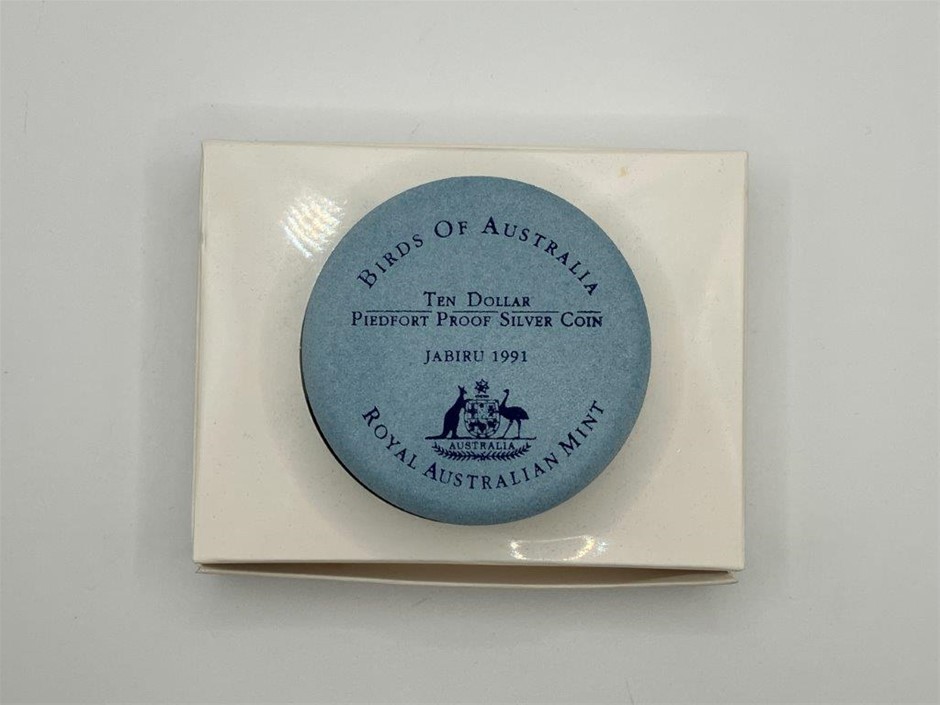 BIRDS OF AUSTRALIA
TEN DOLLAR
PIEDFORT PROOF SILVER COIN
JABIRU 1991
AUSTRALIA
ROYAL AUSTRALIAN MINT